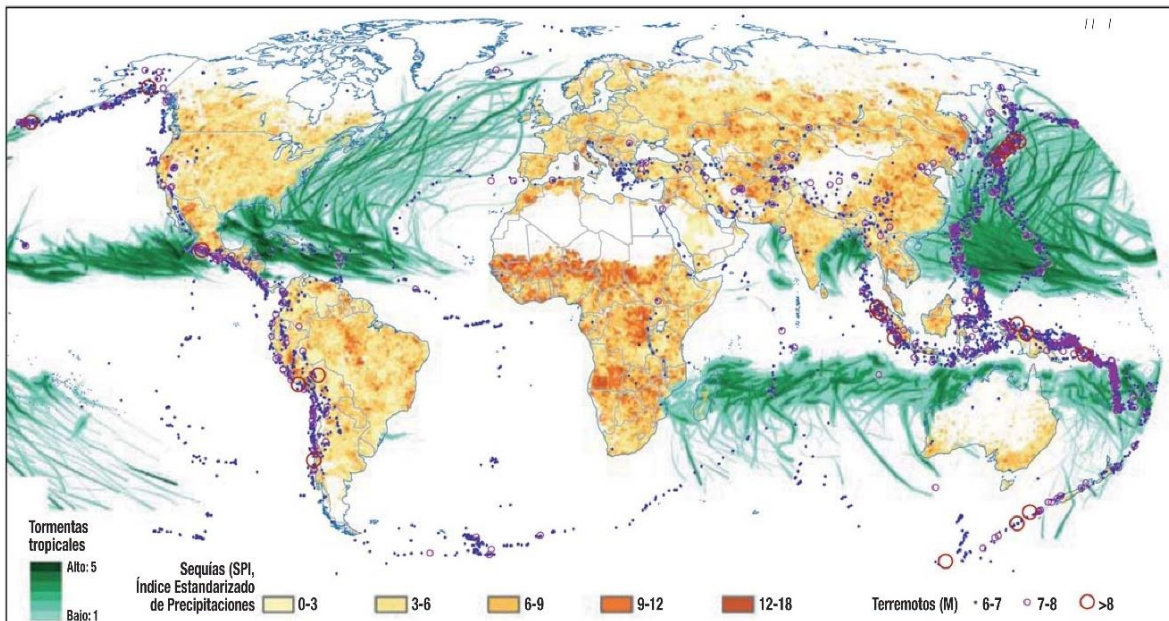 Tormentas
tropicales
Alto: 5
Bajo: 1
Sequías (SPI,
Índice Estandarizado
de Precipitaciones
0-3
3-6
6-9
9-12
12-18
Terremotos (M)
6-7
7-8
>8